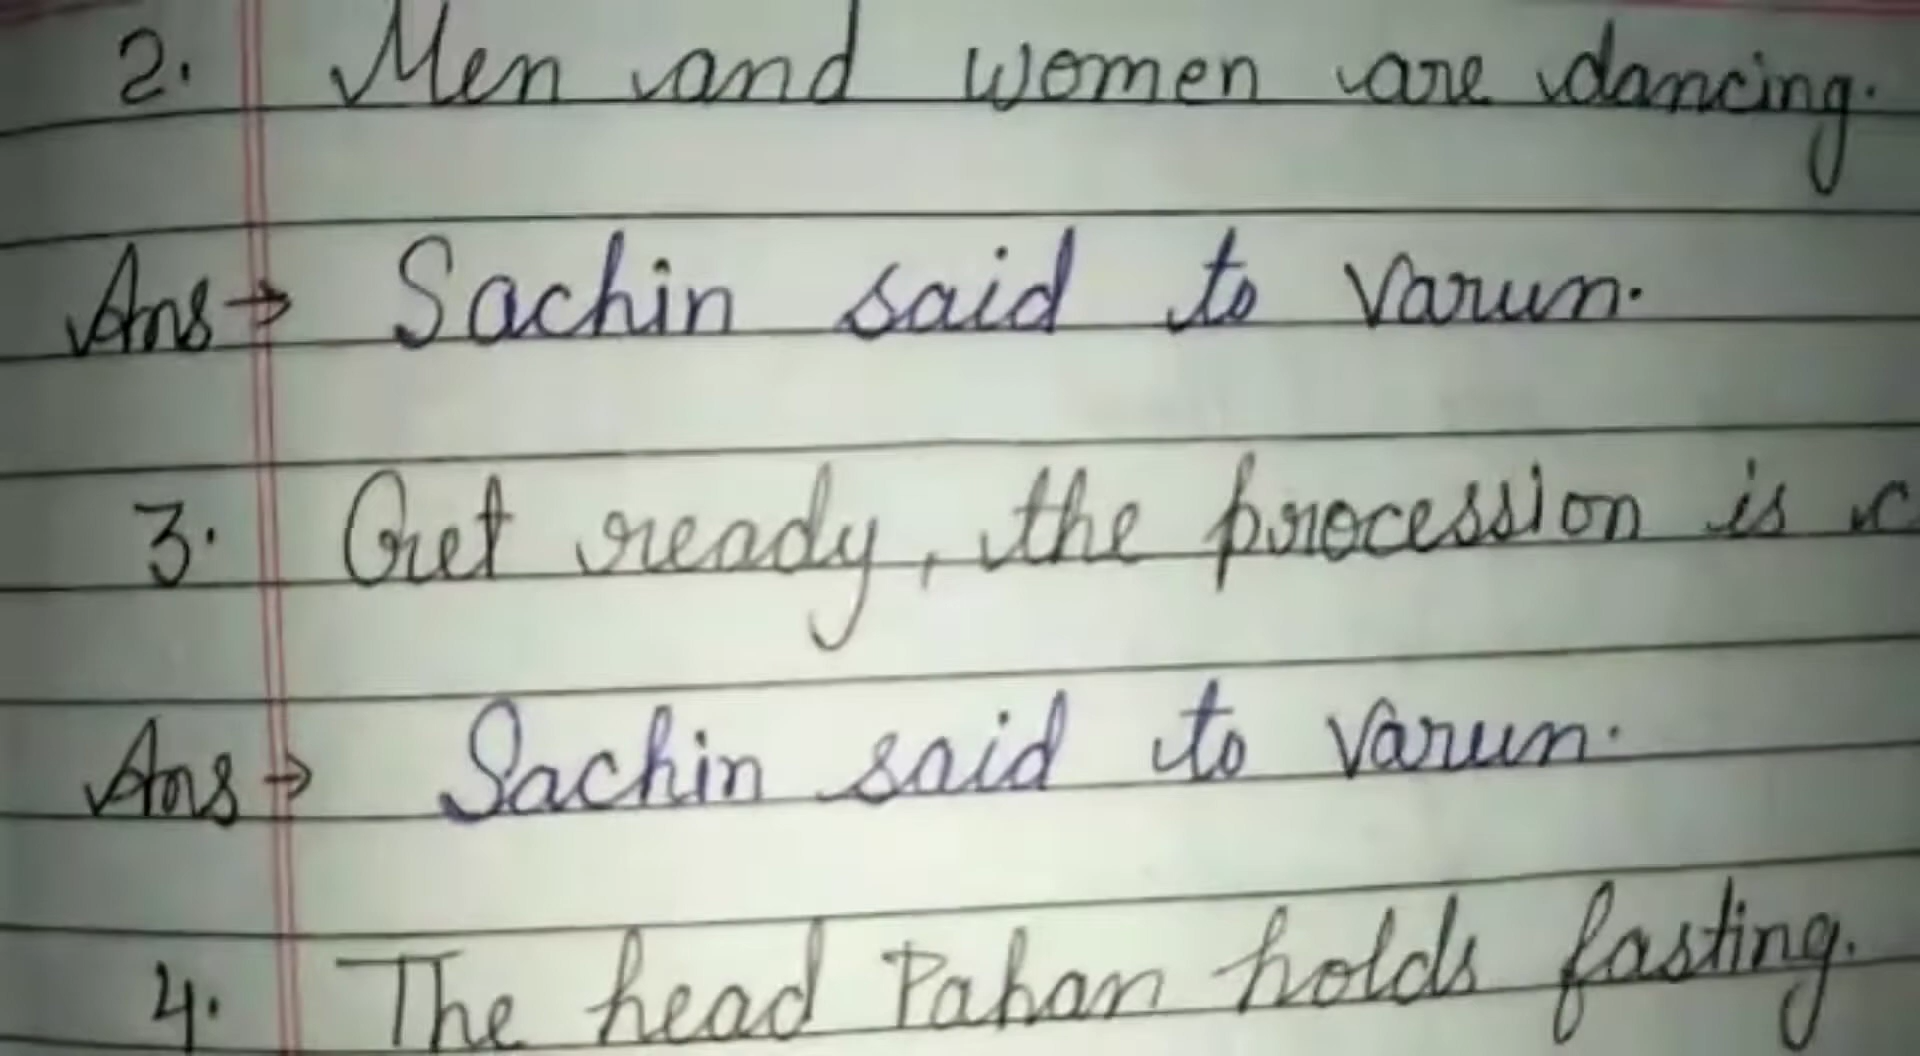 2. Men and women are dancing.
Ans → Sachin said to Varun.
3. Get ready, the procession is
Ans → Sachin said to Varun.
4. The head Pahan holds fasting.